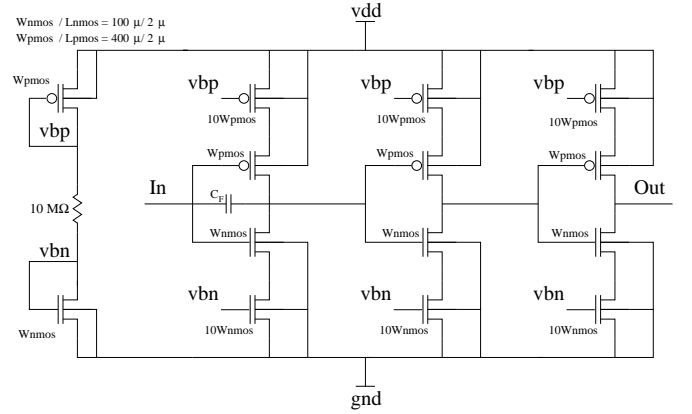 Wnmos / Lnmos = 100 μ/2 μ
Wpmos / Lpmos = 400 μ/ 2 μ
vdd
Wpmos
vbp
vbp
vbp
vbp
10Wpmos
10Wpmos
10Wpmos
Wpmos
Wpmos
Wpmos
In
C_F
Out
10 MΩ
Wnmos
Wnmos
Wnmos
vbn
vbn
vbn
vbn
Wnmos
10Wnmos
10Wnmos
10Wnmos
gnd